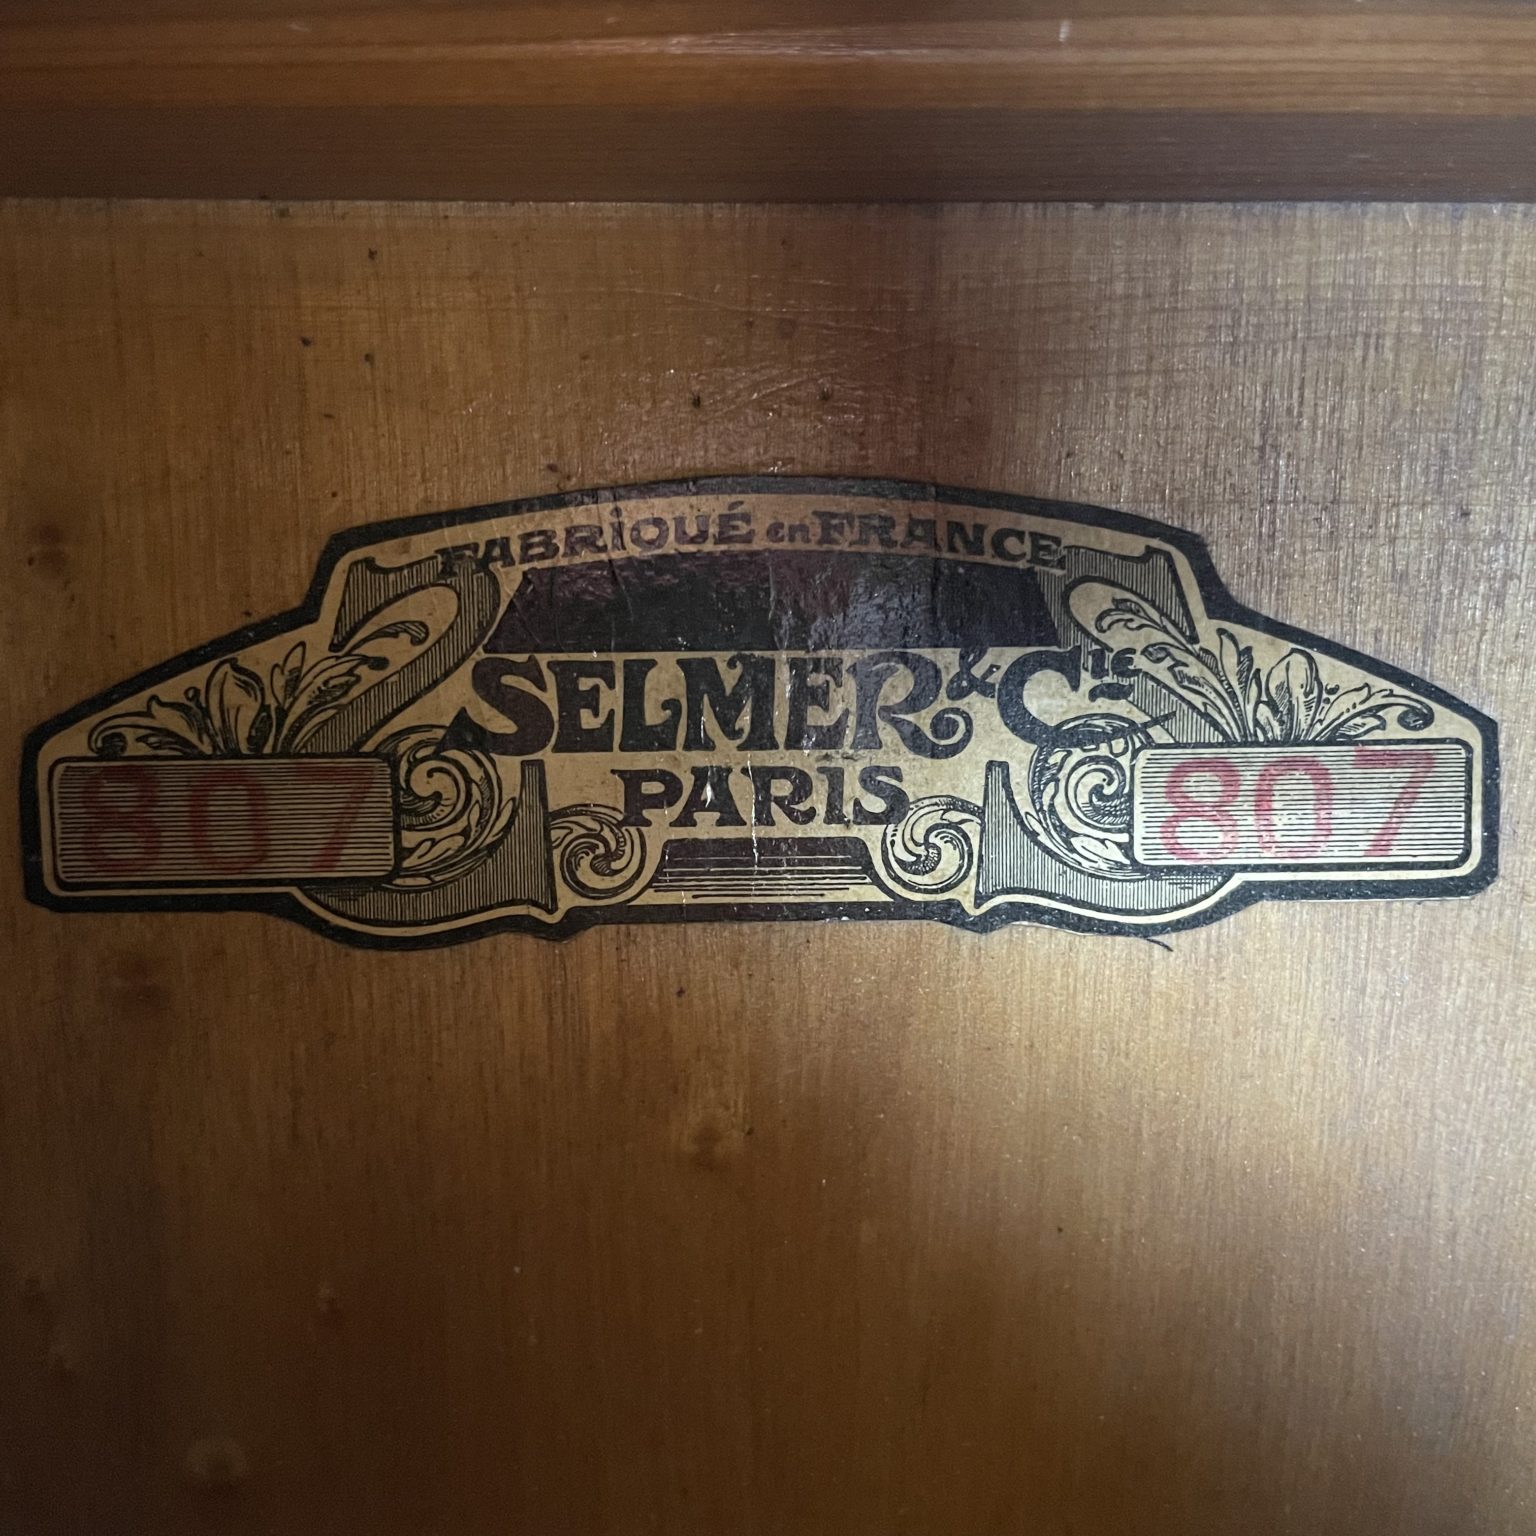 FABRIQUÉ en FRANCE
SELMER & Cie
PARIS
807
807